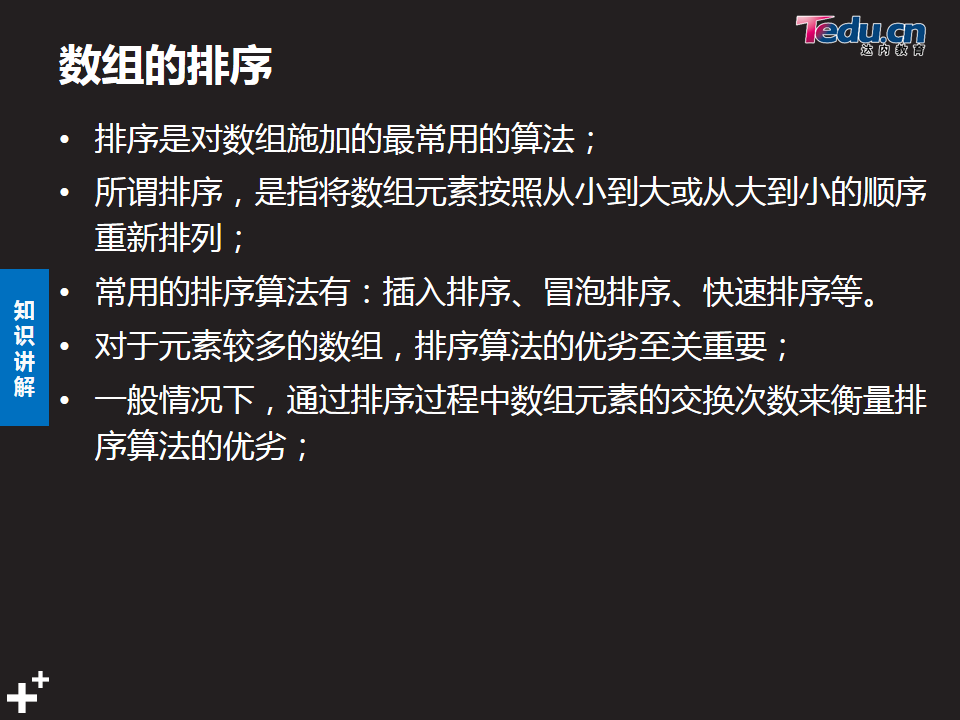 数组的排序
Tedu.cn
达内教育
• 排序是对数组施加的最常用的算法；
• 所谓排序，是指将数组元素按照从小到大或从大到小的顺序
重新排列；
• 常用的排序算法有：插入排序、冒泡排序、快速排序等。
• 对于元素较多的数组，排序算法的优劣至关重要；
• 一般情况下，通过排序过程中数组元素的交换次数来衡量排
序算法的优劣；
知
识
讲
解